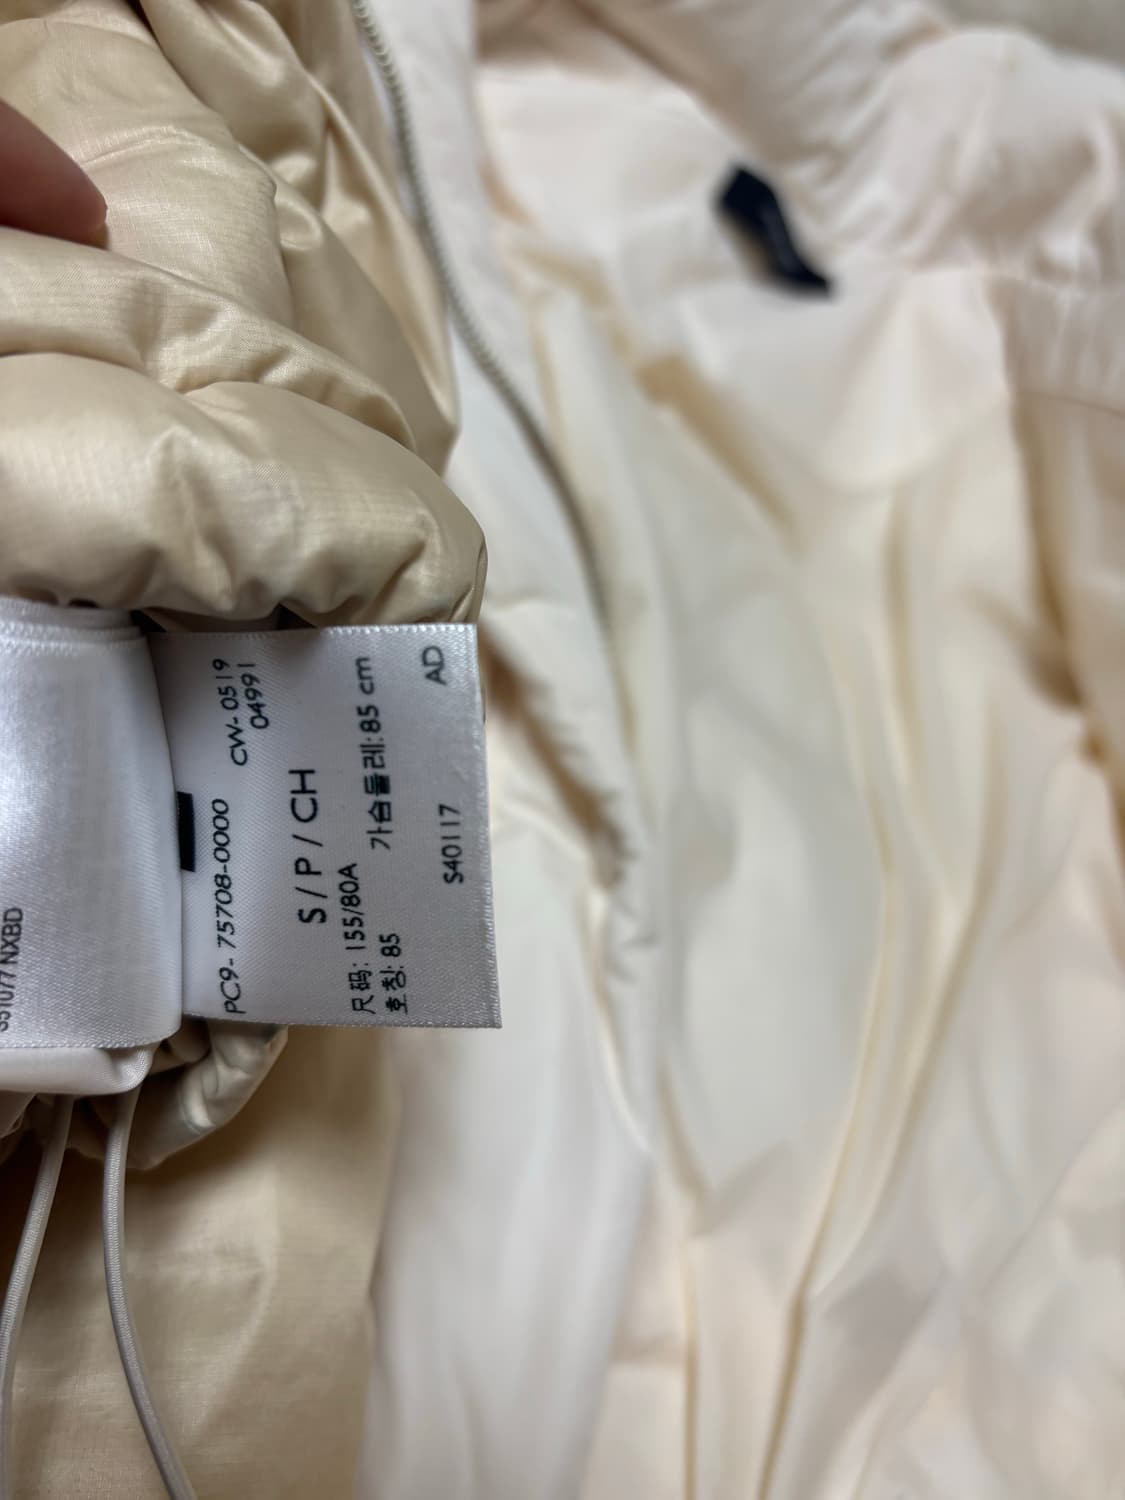 PC9- 75708-0000
CW- 0519
04991
S / P / CH
尺码: 155/80A
호칭: 85
가슴둘레: 85 cm
S40117
AD